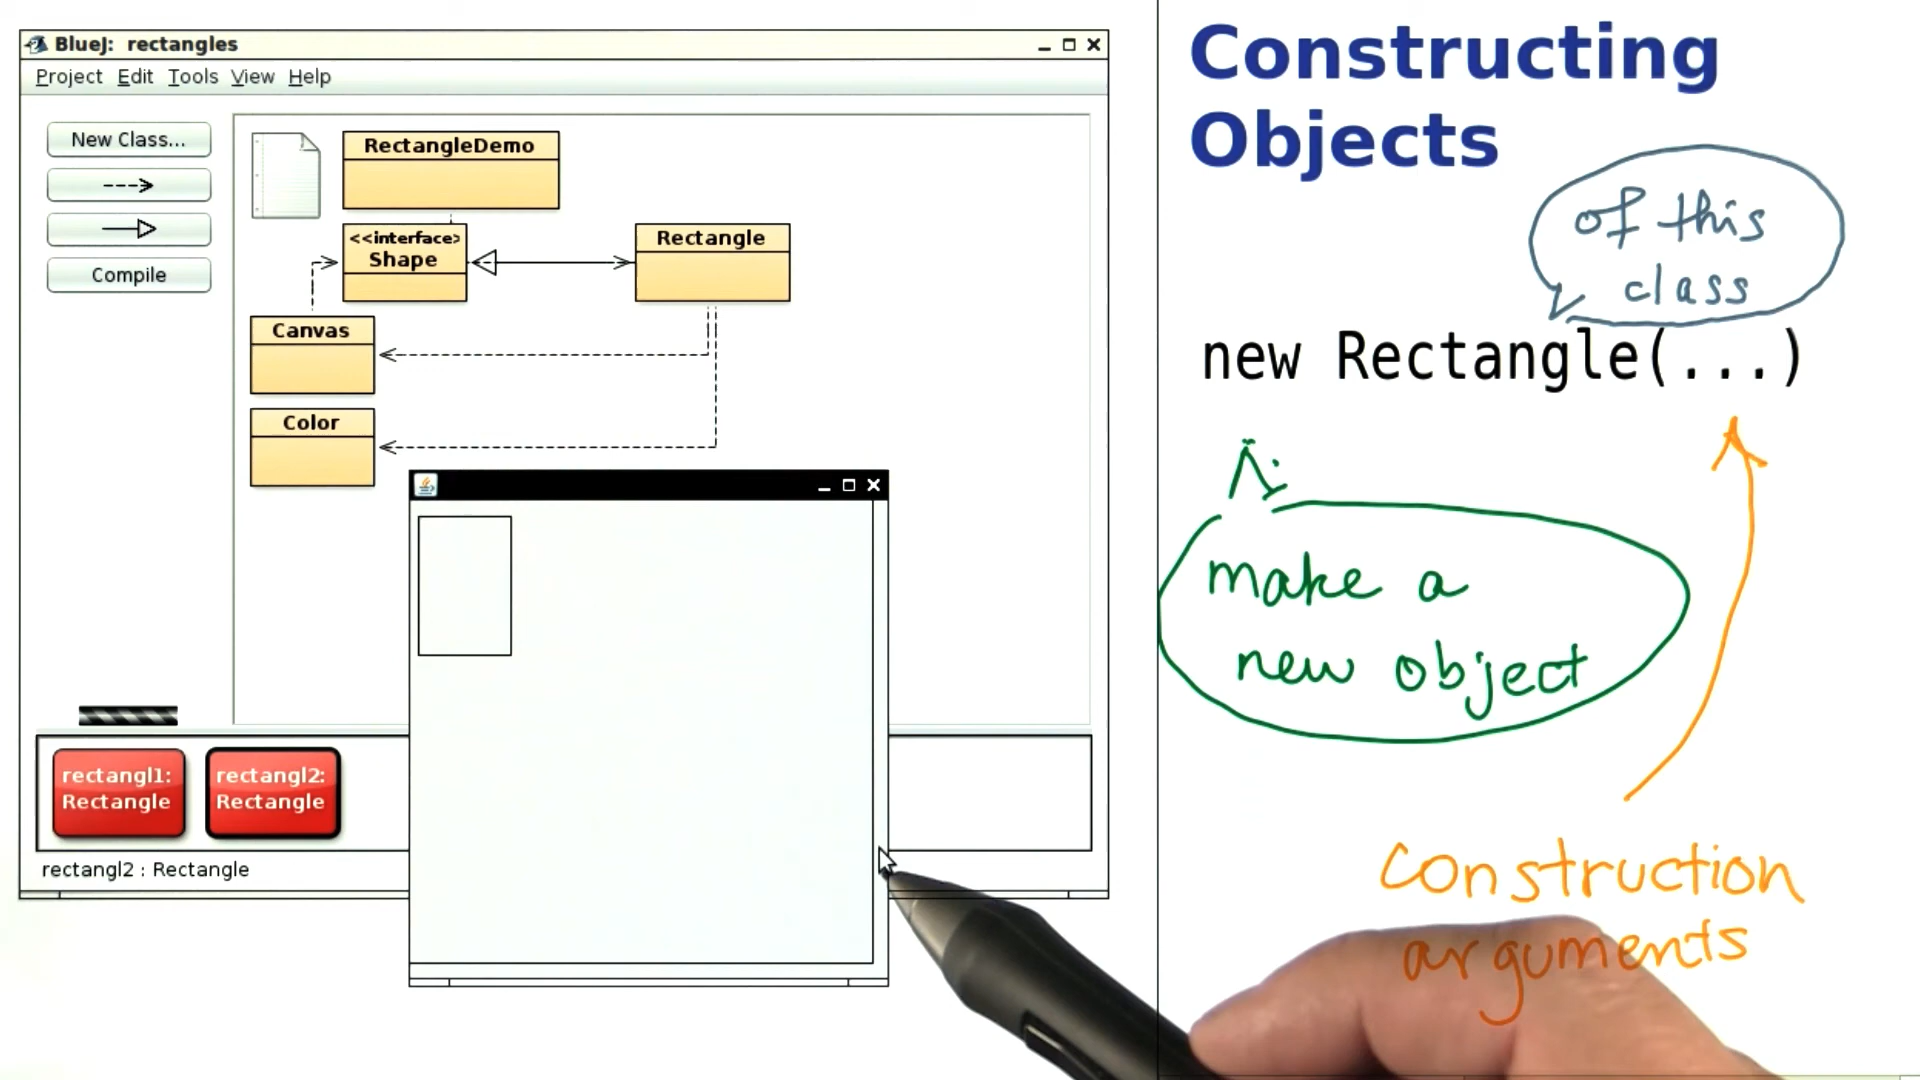 BlueJ: rectangles
Project Edit Tools View Help
New Class...
Compile
RectangleDemo
<<interface>
Shape
Rectangle
Canvas
Color
rectangl1:
Rectangle
rectangl2:
Rectangle
rectangl2 : Rectangle
Constructing
Objects
of this
class
new Rectangle(...)
make a
new object
construction
arguments